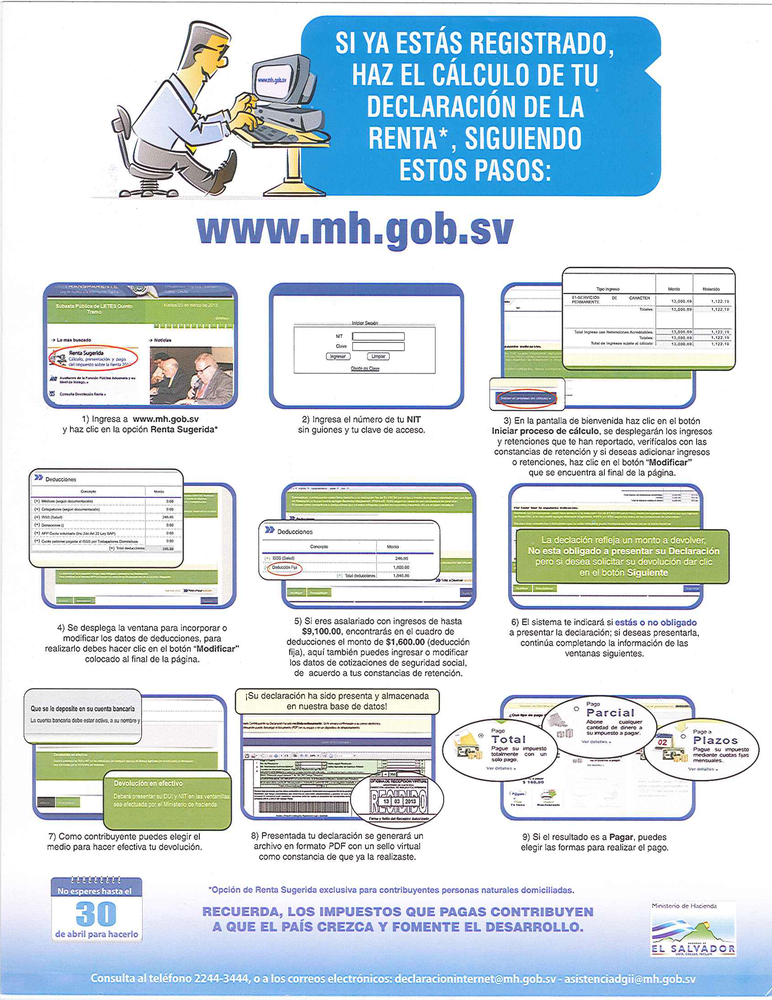 SI YA ESTÁS REGISTRADO,
HAZ EL CÁLCULO DE TU
DECLARACIÓN DE LA
RENTA*, SIGUIENDO
ESTOS PASOS:
www.mh.gob.sv
www.mh.gob.sv
TRANSPARENTE
Subasta Pública de LETES Quinto
Tramo
Martes 05 de marzo de 2013
Lo más buscado
Noticias
Renta Sugerida
Cálculo, presentación y pago
del Impuesto sobre la Renta
Auxiliares de la Función Pública Aduanera y su
Nivel de Riesgo. »
Consulta Devolución Renta »
1) Ingresa a www.mh.gob.sv
y haz clic en la opción Renta Sugerida*
Iniciar Seción
NIT
Clave
Ingresar Limpiar
Olvidé mi Clave
2) Ingresa el número de tu NIT
sin guiones y tu clave de acceso.
Tipo Ingreso Monto Retenido
01-SERVICIOS DE CARACTER
PERMANENTE 13,000.09 1,122.19
Totales: 13,000.09 1,122.19
Total Ingreso con Retenciones Acreditables: 13,000.09 1,122.19
Totales: 13,000.09 1,122.19
Total de Ingresos sujeto al cálculo: 13,000.09 1,122.19
Iniciar el proceso de cálculo »
3) En la pantalla de bienvenida haz clic en el botón
Iniciar proceso de cálculo, se desplegarán los ingresos
y retenciones que te han reportado, verifícalos con las
constancias de retención y si deseas adicionar ingresos
o retenciones, haz clic en el botón “Modificar”
que se encuentra al final de la página.
Deducciones
Concepto Monto
(+) Médicos (según documentación) 0.00
(+) Colegiaturas (según documentación) 0.00
(+) ISSS (Salud) 246.86
(+) Donaciones () 0.00
(+) AFP Cuota voluntaria (Inc 2do Art 22 Ley SAP) 0.00
(+) Cuota patronal pagada al ISSS por Trabajadores Domésticos 0.00
(=) Total deducciones 246.86
4) Se desplega la ventana para incorporar o
modificar los datos de deducciones, para
realizarlo debes hacer clic en el botón “Modificar”
colocado al final de la página.
Deducciones
Concepto Monto
(+) ISSS (Salud) 246.80
Deducción Fija 1,600.00
(=) Total deducciones 1,846.80
5) Si eres asalariado con ingresos de hasta
$9,100.00, encontrarás en el cuadro de
deducciones el monto de $1,600.00 (deducción
fija), aquí también puedes ingresar o modificar
los datos de cotizaciones de seguridad social,
de acuerdo a tus constancias de retención.
La declación refleja un monto a devolver,
No esta obligado a presentar su Declaración
pero si desea solicitar su devolución dar clic
en el botón Siguiente
6) El sistema te indicará si estás o no obligado
a presentar la declaración; si deseas presentarla,
continúa completando la información de las
ventanas siguientes.
Que se le deposite en su cuenta bancaria
La cuenta bancaria debe estar activa, a su nombre y
Devolución en efectivo
Deberá presentar su DUI y NIT en las ventanillas
sea efectuada por el Ministerio de hacienda
7) Como contribuyente puedes elegir el
medio para hacer efectiva tu devolución.
¡Su declaración ha sido presenta y almacenada
en nuestra base de datos!
OFICINA DE RECEPCION VIRTUAL
RECIBIDO
13 03 2013
Firma y Sello del Receptor Autorizado
8) Presentada tu declaración se generará un
archivo en formato PDF con un sello virtual
como constancia de que ya la realizaste.
¿Que tipo de pago
Pago
Total
Pague su impuesto
totalmente con un
solo pago.
Ver detalles »
Pago
Parcial
Abone cualquier
cantidad de dinero a
su impuesto a pagar.
Ver detalles »
02
Pago a
Plazos
Pague su impuesto
mediante cuotas fijas
mensuales.
Ver detalles »
$ 160.00
9) Si el resultado es a Pagar, puedes
elegir las formas para realizar el pago.
No esperes hasta el
30
de abril para hacerlo
*Opción de Renta Sugerida exclusiva para contribuyentes personas naturales domiciliadas.
RECUERDA, LOS IMPUESTOS QUE PAGAS CONTRIBUYEN
A QUE EL PAÍS CREZCA Y FOMENTE EL DESARROLLO.
Ministerio de Hacienda
GOBIERNO DE
EL SALVADOR
UNIR, CRECER, INCLUIR
Consulta al teléfono 2244-3444, o a los correos electrónicos: declaracioninternet@mh.gob.sv - asistenciadgii@mh.gob.sv